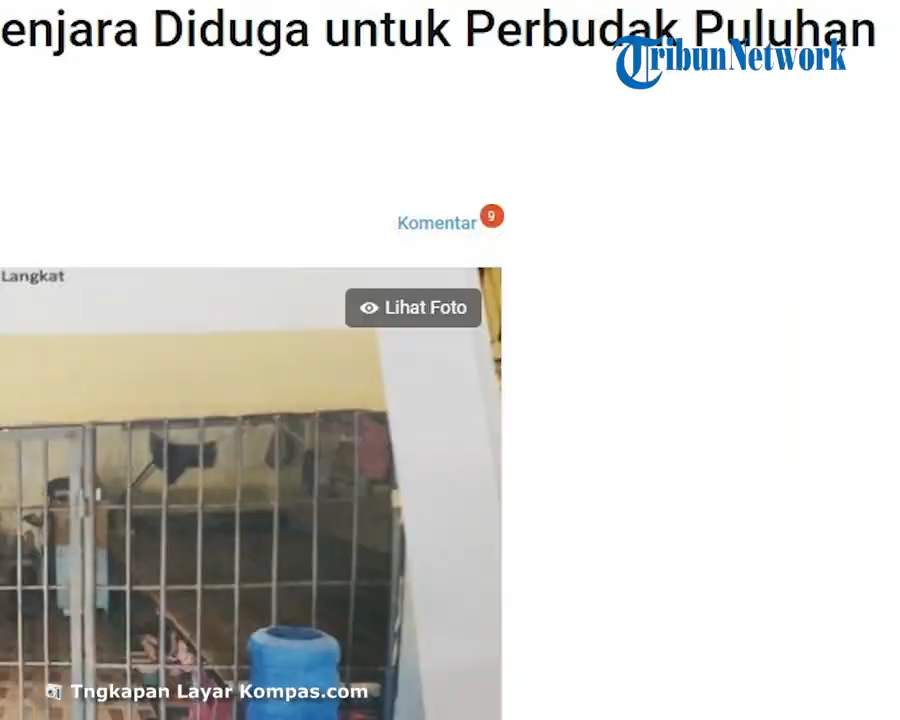 enjara Diduga untuk Perbudak Puluhan
TribunNetwork
Komentar 9
Langkat
Lihat Foto
Tngkapan Layar Kompas.com